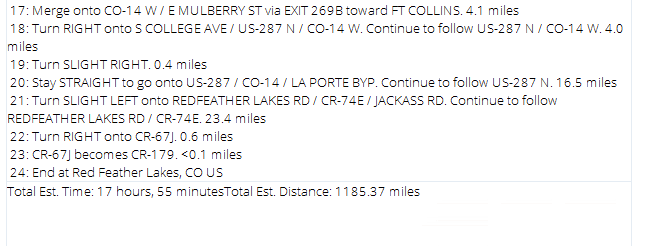 17: Merge onto CO-14 W / E MULBERRY ST via EXIT 269B toward FT COLLINS. 4.1 miles
18: Turn RIGHT onto S COLLEGE AVE / US-287 N / CO-14 W. Continue to follow US-287 N / CO-14 W. 4.0
miles
19: Turn SLIGHT RIGHT. 0.4 miles
20: Stay STRAIGHT to go onto US-287 / CO-14 / LA PORTE BYP. Continue to follow US-287 N. 16.5 miles
21: Turn SLIGHT LEFT onto REDFEATHER LAKES RD / CR-74E / JACKASS RD. Continue to follow
REDFEATHER LAKES RD / CR-74E. 23.4 miles
22: Turn RIGHT onto CR-67J. 0.6 miles
23: CR-67J becomes CR-179. <0.1 miles
24: End at Red Feather Lakes, CO US
Total Est. Time: 17 hours, 55 minutesTotal Est. Distance: 1185.37 miles